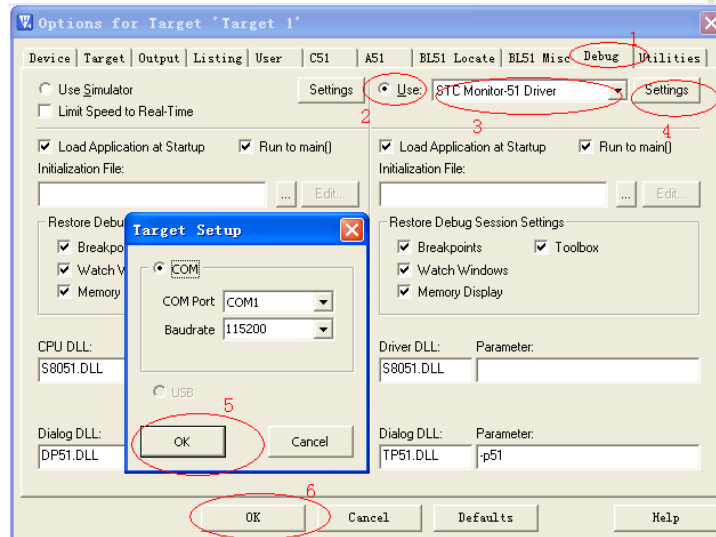 Options for Target 'Target 1'
1
Device Target Output Listing User C51 A51 BL51 Locate BL51 Misc Debug Utilities
Use Simulator Settings Use: STC Monitor-51 Driver Settings
Limit Speed to Real-Time
2 3 4
Load Application at Startup Run to main() Load Application at Startup Run to main()
Initialization File: Initialization File:
... Edit... ... Edit...
Restore Debu Restore Debug Session Settings
Target Setup
Breakpo Breakpoints Toolbox
Watch W COM Watch Windows
Memory Memory Display
COM Port COM1
Baudrate 115200
CPU DLL: Driver DLL: Parameter:
S8051.DLL S8051.DLL
USB
5
Dialog DLL: OK Cancel Dialog DLL: Parameter:
DP51.DLL TP51.DLL -p51
6
OK Cancel Defaults Help